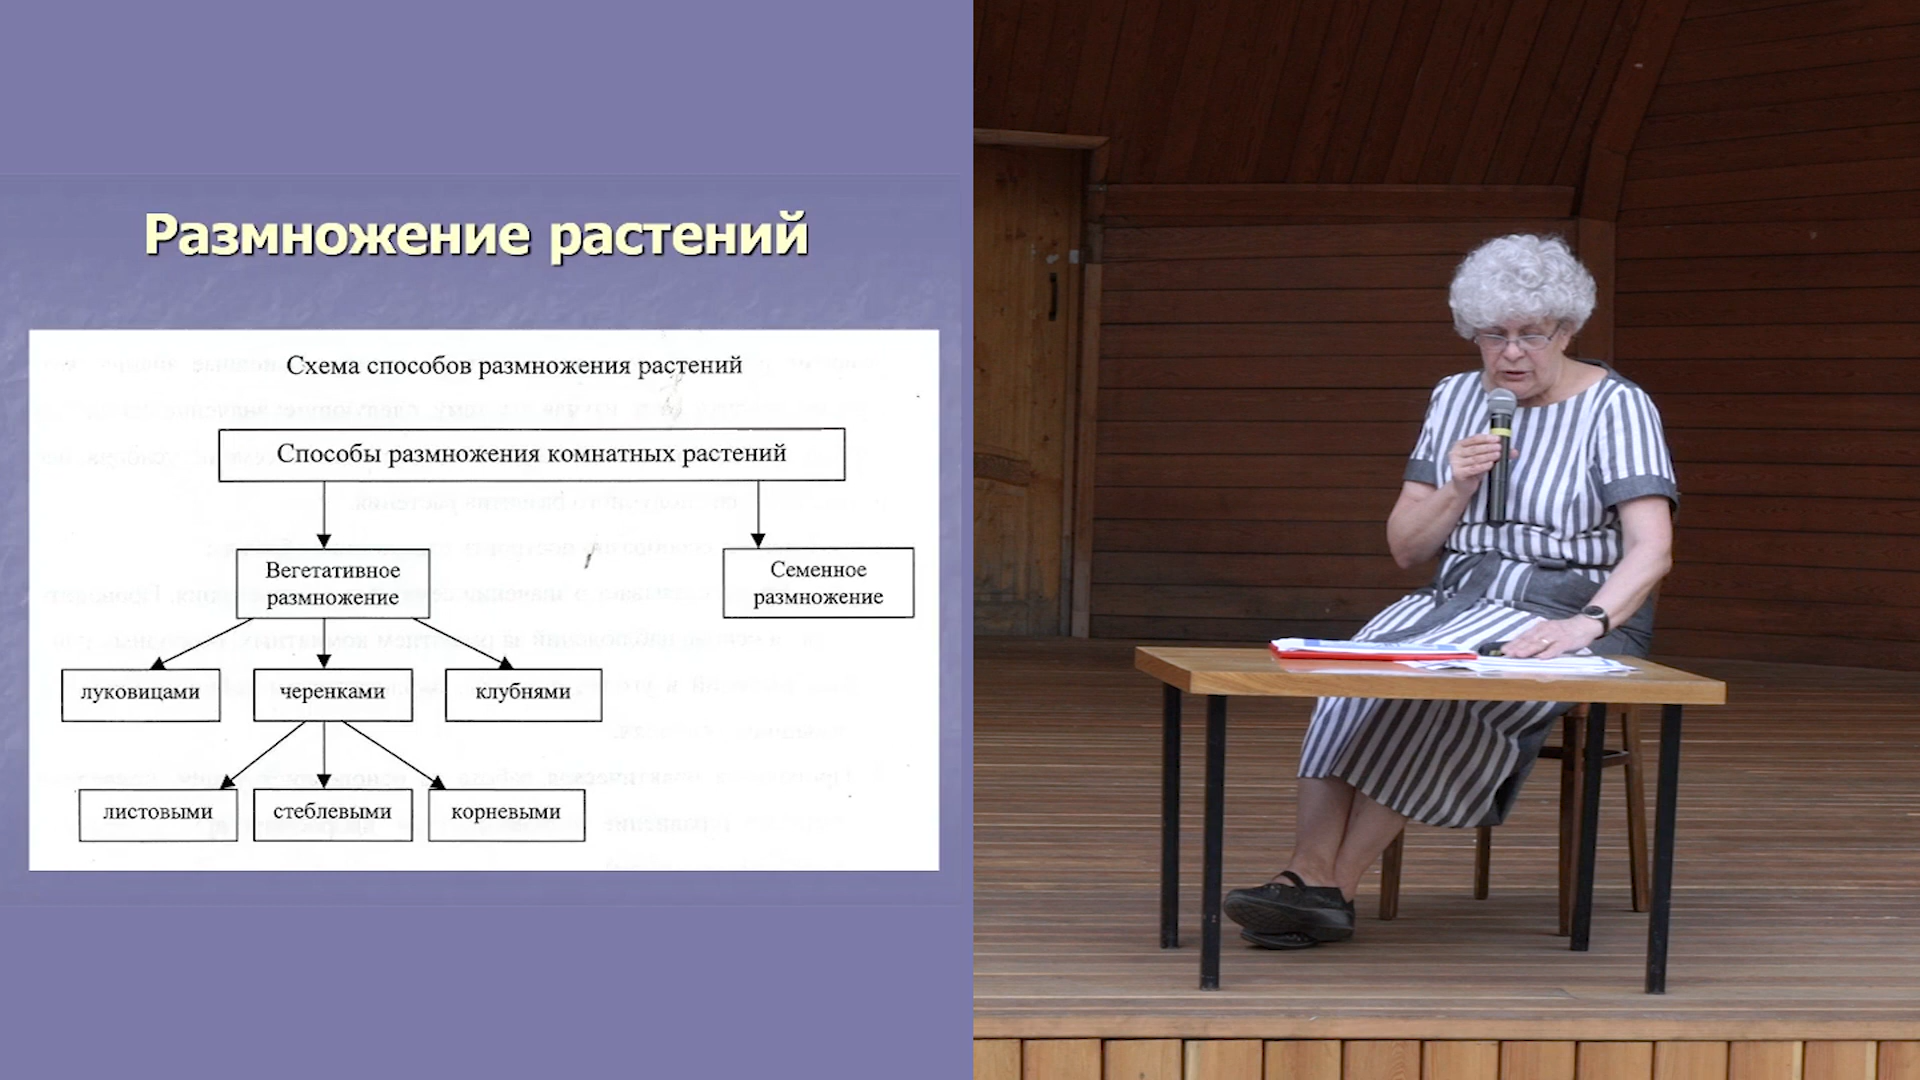 Размножение растений
Схема способов размножения растений
Способы размножения комнатных растений
Вегетативное
размножение
Семенное
размножение
луковицами
черенками
клубнями
листовыми
стеблевыми
корневыми